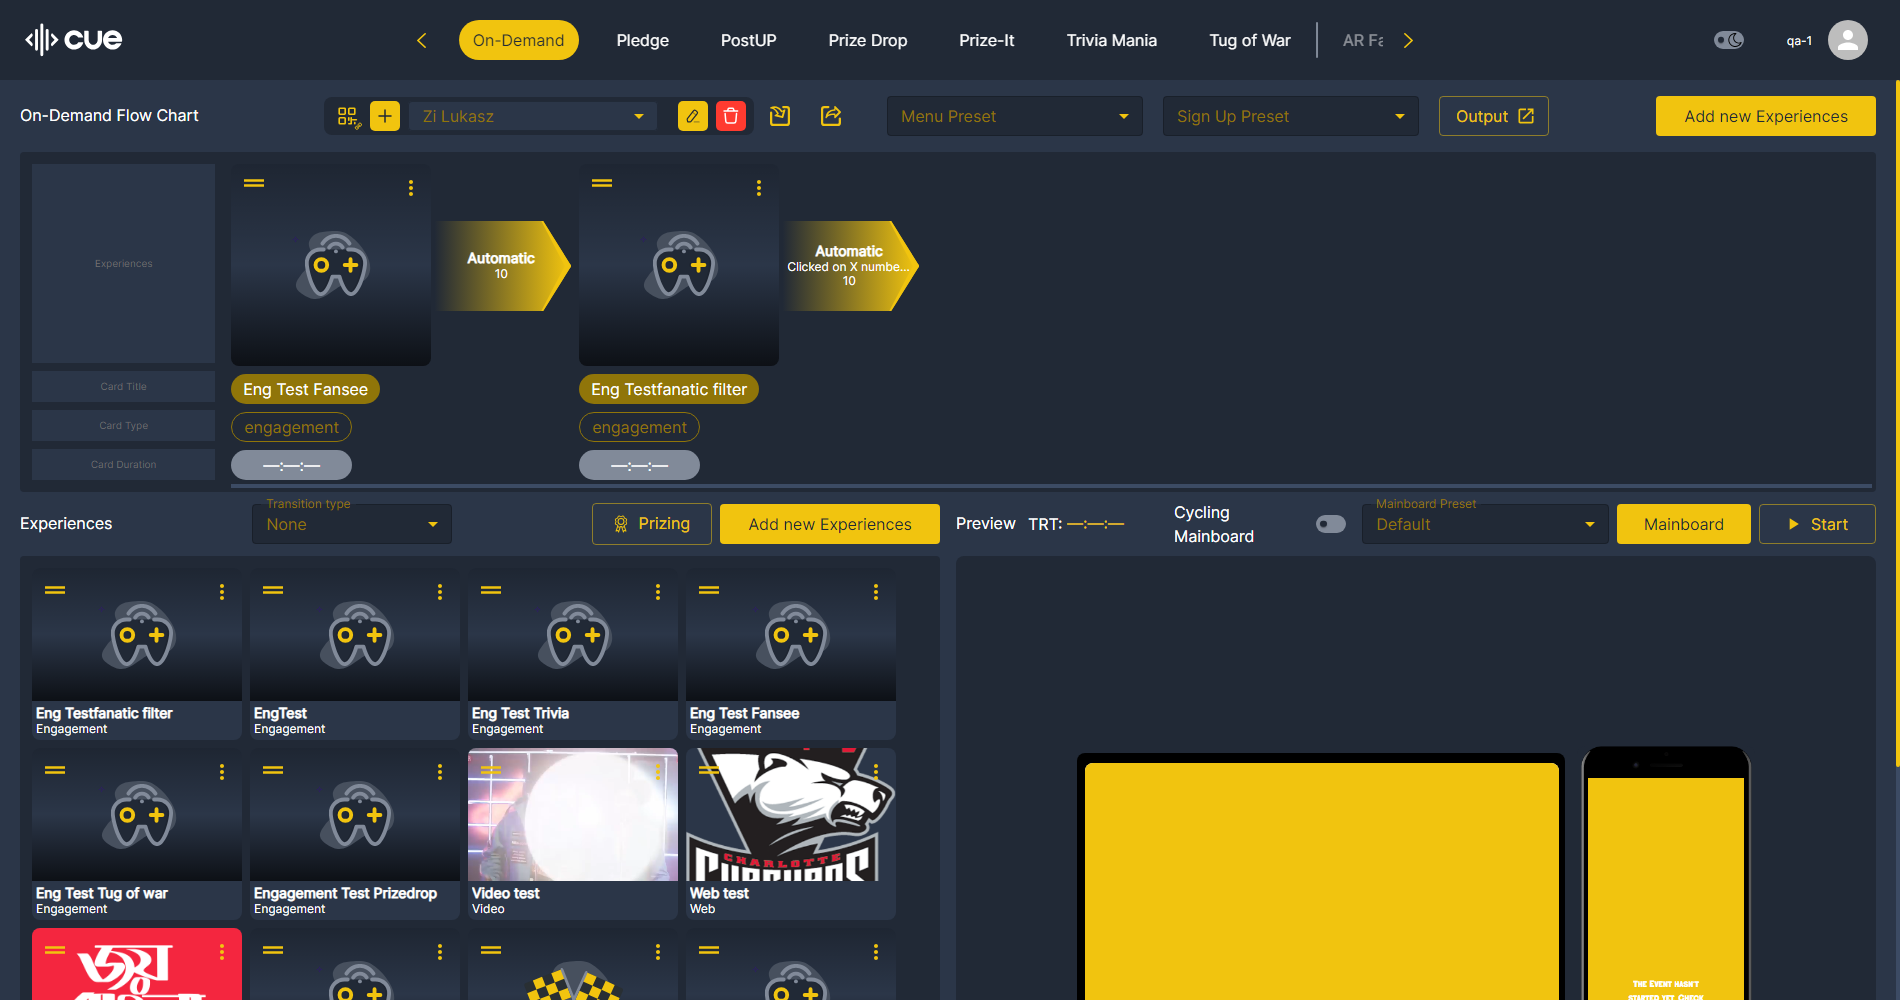 cue
On-Demand
Pledge
PostUP
Prize Drop
Prize-It
Trivia Mania
Tug of War
AR Fa
qa-1
On-Demand Flow Chart
Zi Lukasz
Menu Preset
Sign Up Preset
Output
Add new Experiences
Experiences
Automatic
10
Automatic
Clicked on X numbe...
10
Card Title
Eng Test Fansee
Eng Testfanatic filter
Card Type
engagement
engagement
Card Duration
—:—:—
—:—:—
Experiences
Transition type
None
Prizing
Add new Experiences
Preview
TRT: —:—:—
Cycling
Mainboard
Mainboard Preset
Default
Mainboard
Start
Eng Testfanatic filter
Engagement
EngTest
Engagement
Eng Test Trivia
Engagement
Eng Test Fansee
Engagement
CHARLOTTE
Eng Test Tug of war
Engagement
Engagement Test Prizedrop
Engagement
Video test
Video
Web test
Web
জয়
The Event hasn't
started yet. Check